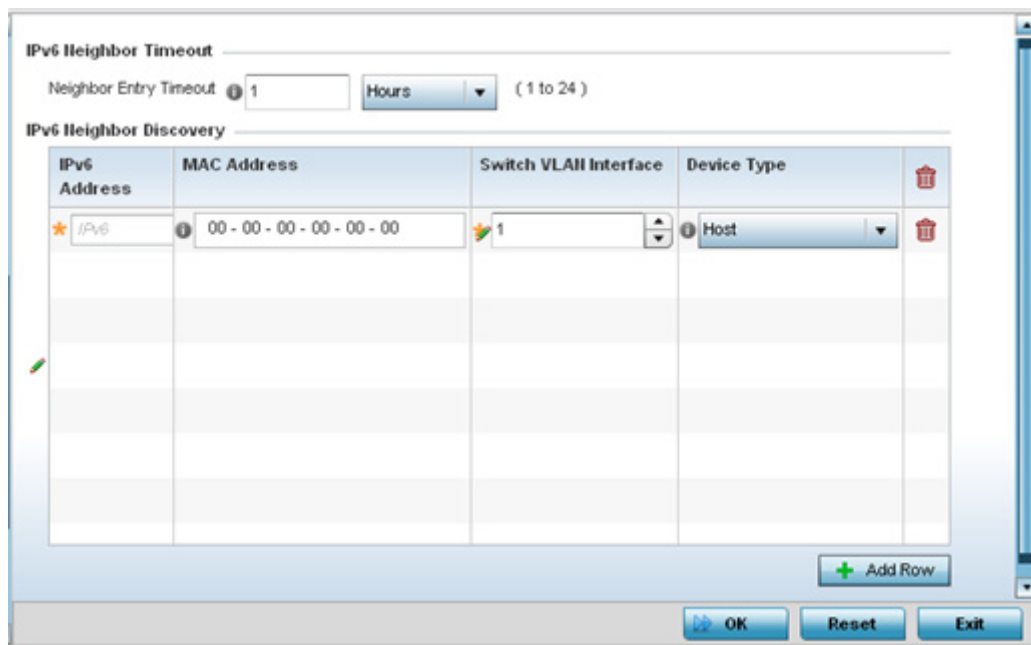 IPv6 Neighbor Timeout
Neighbor Entry Timeout 1 Hours ( 1 to 24 )
IPv6 Neighbor Discovery
IPv6 Address MAC Address Switch VLAN Interface Device Type
IPv6 00 - 00 - 00 - 00 - 00 - 00 1 Host
Add Row
OK Reset Exit